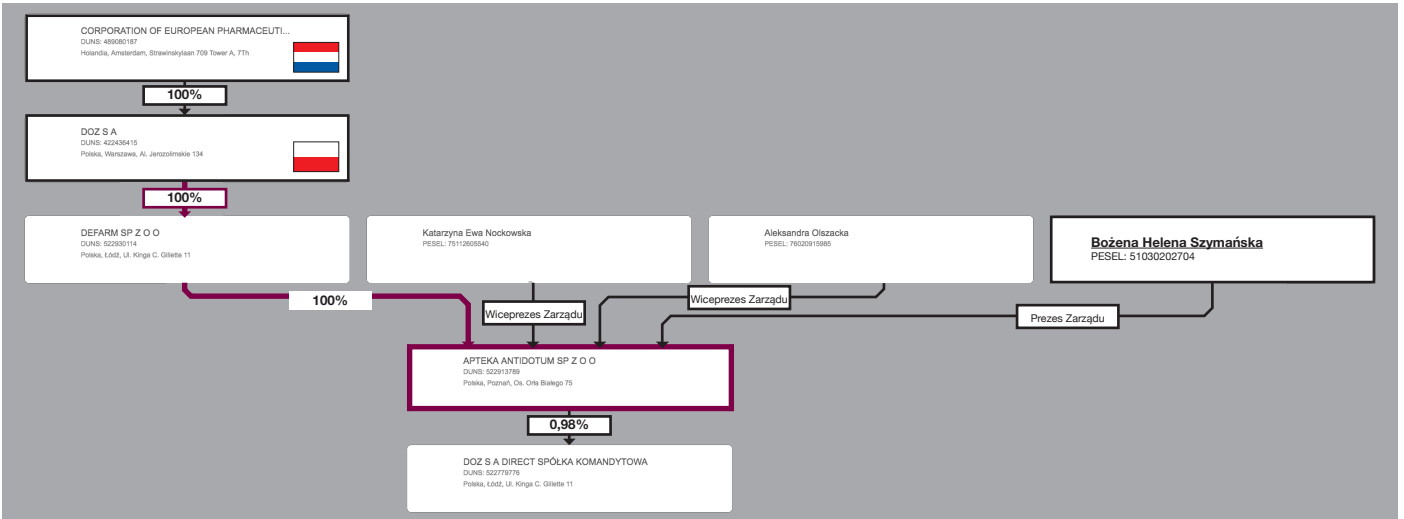 CORPORATION OF EUROPEAN PHARMACEUTI...
DUNS: 489080187
Holandia, Amsterdam, Strawinskylaan 709 Tower A, 7Th
100%
DOZ S A
DUNS: 422436415
Polska, Warszawa, Al. Jerozolimskie 134
100%
DEFARM SP Z O O
DUNS: 522930114
Polska, Łódź, Ul. Kinga C. Gillette 11
Katarzyna Ewa Nockowska
PESEL: 75112605540
Aleksandra Olszacka
PESEL: 76020915985
Bożena Helena Szymańska
PESEL: 51030202704
100%
Wiceprezes Zarządu
Wiceprezes Zarządu
Prezes Zarządu
APTEKA ANTIDOTUM SP Z O O
DUNS: 522913789
Polska, Poznań, Os. Orła Białego 75
0,98%
DOZ S A DIRECT SPÓŁKA KOMANDYTOWA
DUNS: 522779776
Polska, Łódź, Ul. Kinga C. Gillette 11